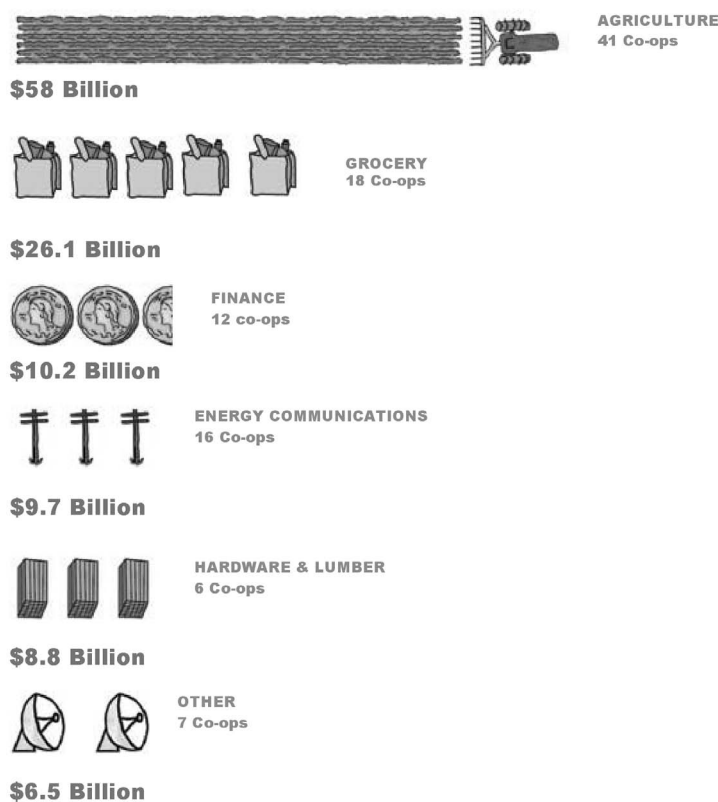 AGRICULTURE
41 Co-ops
$58 Billion
GROCERY
18 Co-ops
$26.1 Billion
FINANCE
12 co-ops
$10.2 Billion
ENERGY COMMUNICATIONS
16 Co-ops
$9.7 Billion
HARDWARE & LUMBER
6 Co-ops
$8.8 Billion
OTHER
7 Co-ops
$6.5 Billion